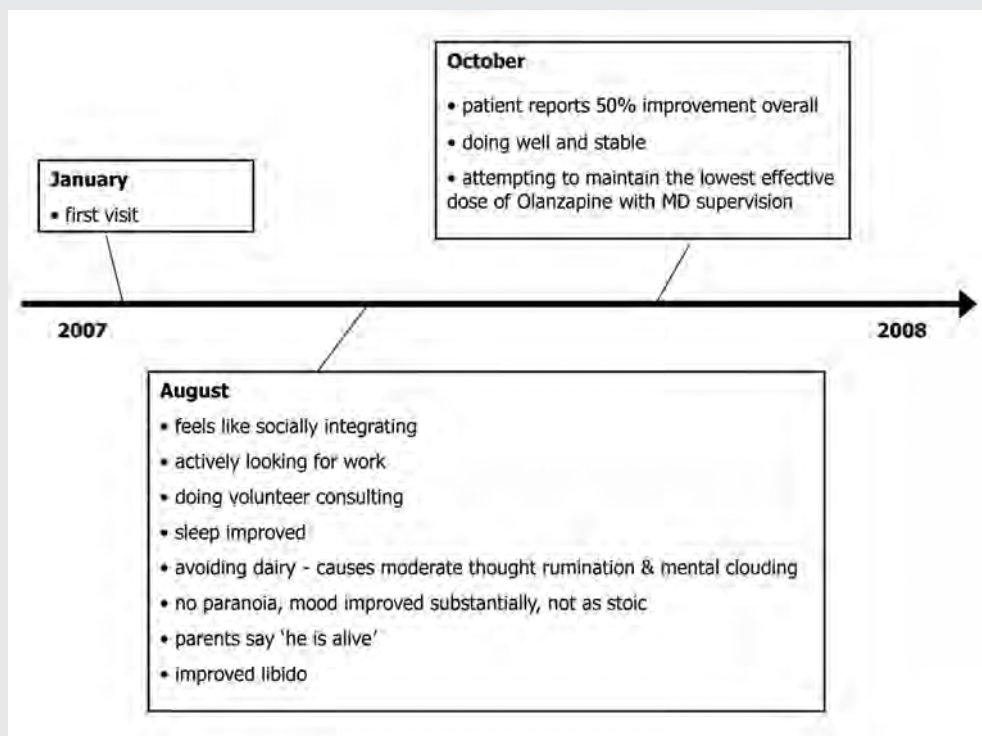 October
• patient reports 50% improvement overall
• doing well and stable
• attempting to maintain the lowest effective
dose of Olanzapine with MD supervision
January
• first visit
2007
2008
August
• feels like socially integrating
• actively looking for work
• doing volunteer consulting
• sleep improved
• avoiding dairy - causes moderate thought rumination & mental clouding
• no paranoia, mood improved substantially, not as stoic
• parents say ‘he is alive’
• improved libido